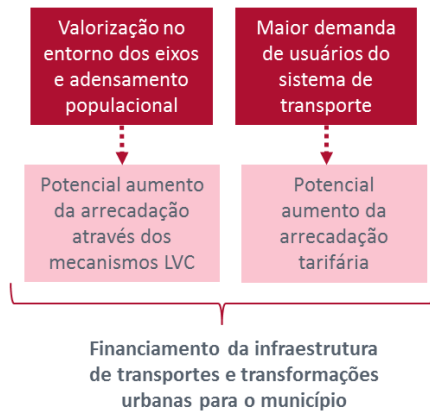 Valorização no
entorno dos eixos
e adensamento
populacional
Maior demanda
de usuários do
sistema de
transporte
Potencial aumento
da arrecadação
através dos
mecanismos LVC
Potencial
aumento da
arrecadação
tarifária
Financiamento da infraestrutura
de transportes e transformações
urbanas para o município